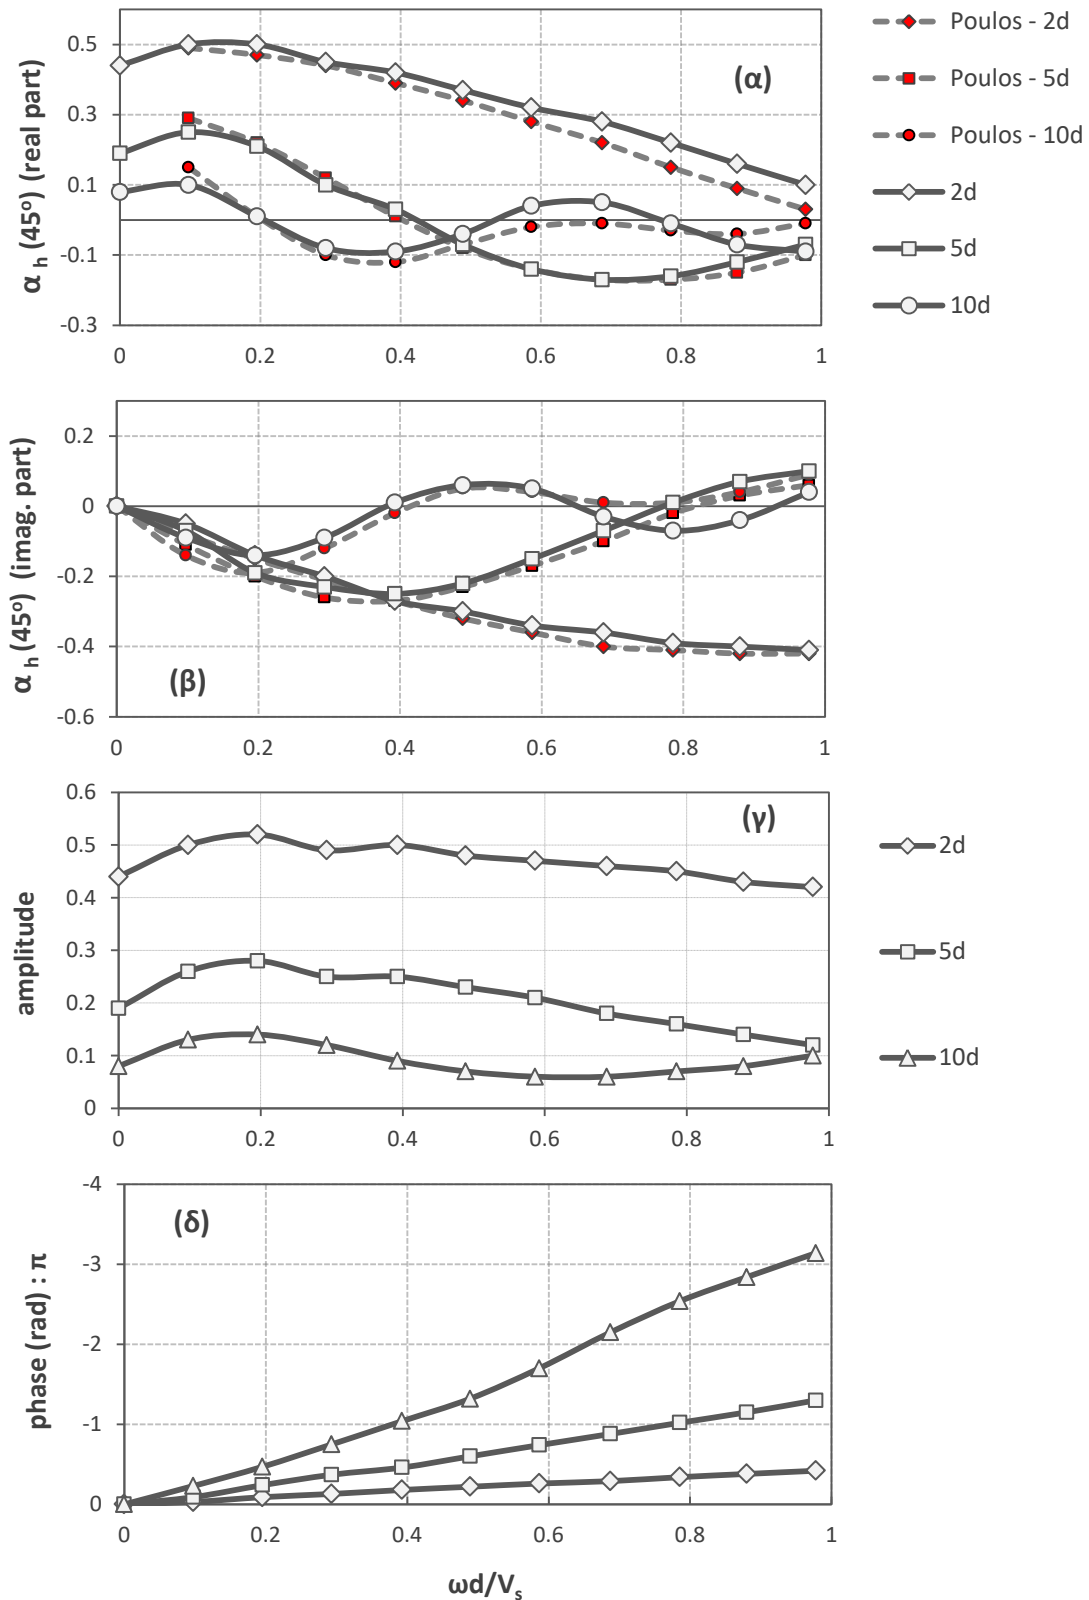 α h (45º) (real part)
0.5
0.3
0.1
-0.1
-0.3
(α)
0
0.2
0.4
0.6
0.8
1
Poulos - 2d
Poulos - 5d
Poulos - 10d
2d
5d
10d
α h (45º) (imag. part)
0.2
0
-0.2
-0.4
-0.6
(β)
0
0.2
0.4
0.6
0.8
1
amplitude
0.6
0.5
0.4
0.3
0.2
0.1
0
(γ)
0
0.2
0.4
0.6
0.8
1
2d
5d
10d
phase (rad) : π
-4
-3
-2
-1
0
(δ)
0
0.2
0.4
0.6
0.8
1
ωd/Vs